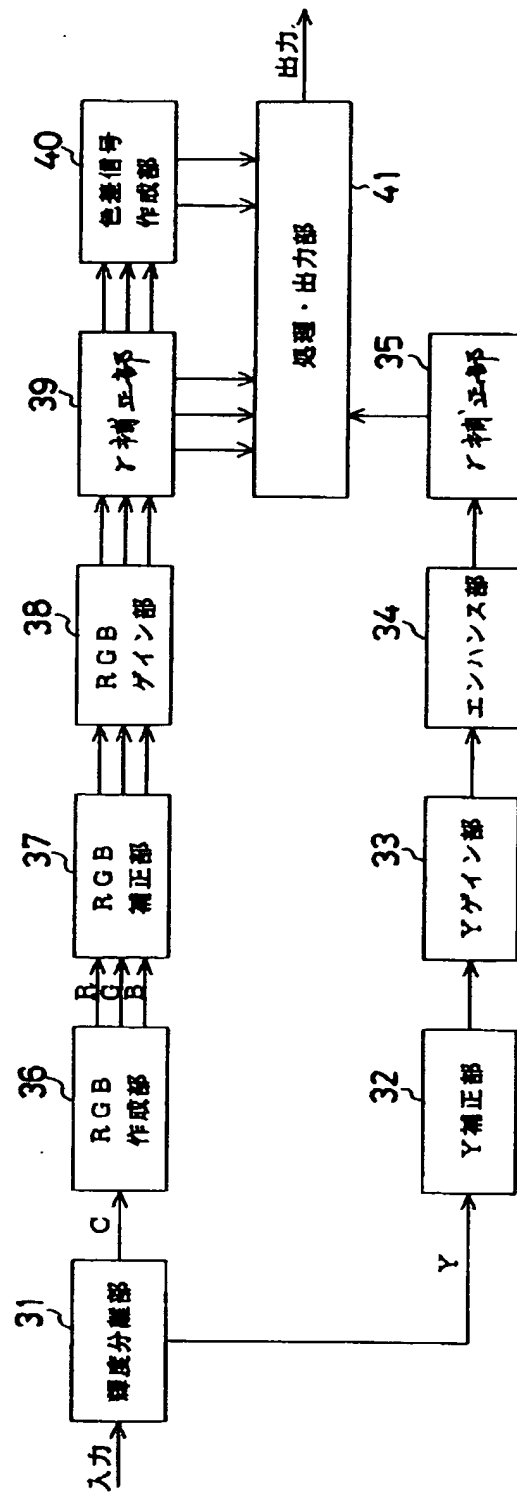 入力
31
輝度分離部
C
36
RGB
作成部
R
G
B
37
RGB
補正部
38
RGB
ゲイン部
39
γ補正部
40
色差信号
作成部
Y
32
Y補正部
33
Yゲイン部
34
エンハンス部
35
γ補正部
処理・出力部
41
出力